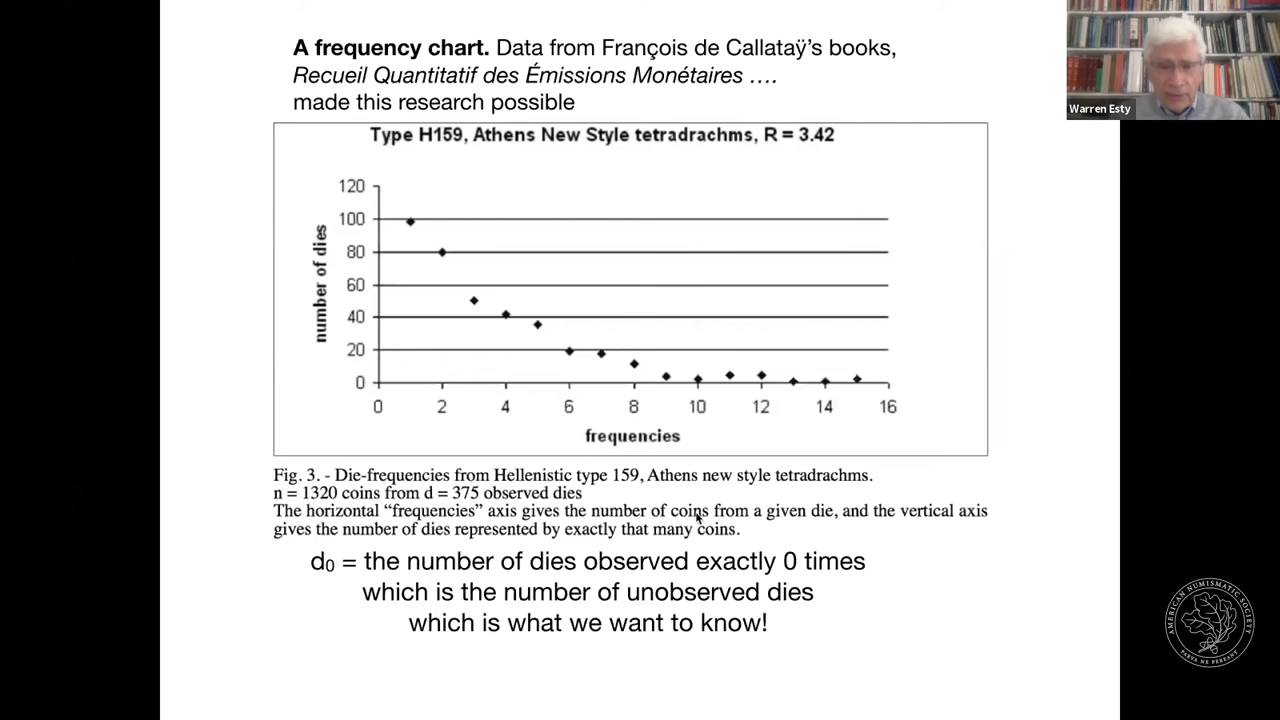 A frequency chart. Data from François de Callataÿ's books,
Recueil Quantitatif des Émissions Monétaires ….
made this research possible
Warren Esty
Type H159, Athens New Style tetradrachms, R = 3.42
number of dies
120
100
80
60
40
20
0
0 2 4 6 8 10 12 14 16
frequencies
Fig. 3. - Die-frequencies from Hellenistic type 159, Athens new style tetradrachms.
n = 1320 coins from d = 375 observed dies
The horizontal “frequencies” axis gives the number of coins from a given die, and the vertical axis
gives the number of dies represented by exactly that many coins.
d₀ = the number of dies observed exactly 0 times
which is the number of unobserved dies
which is what we want to know!
AMERICAN NUMISMATIC SOCIETY
PARVA NE PEREANT